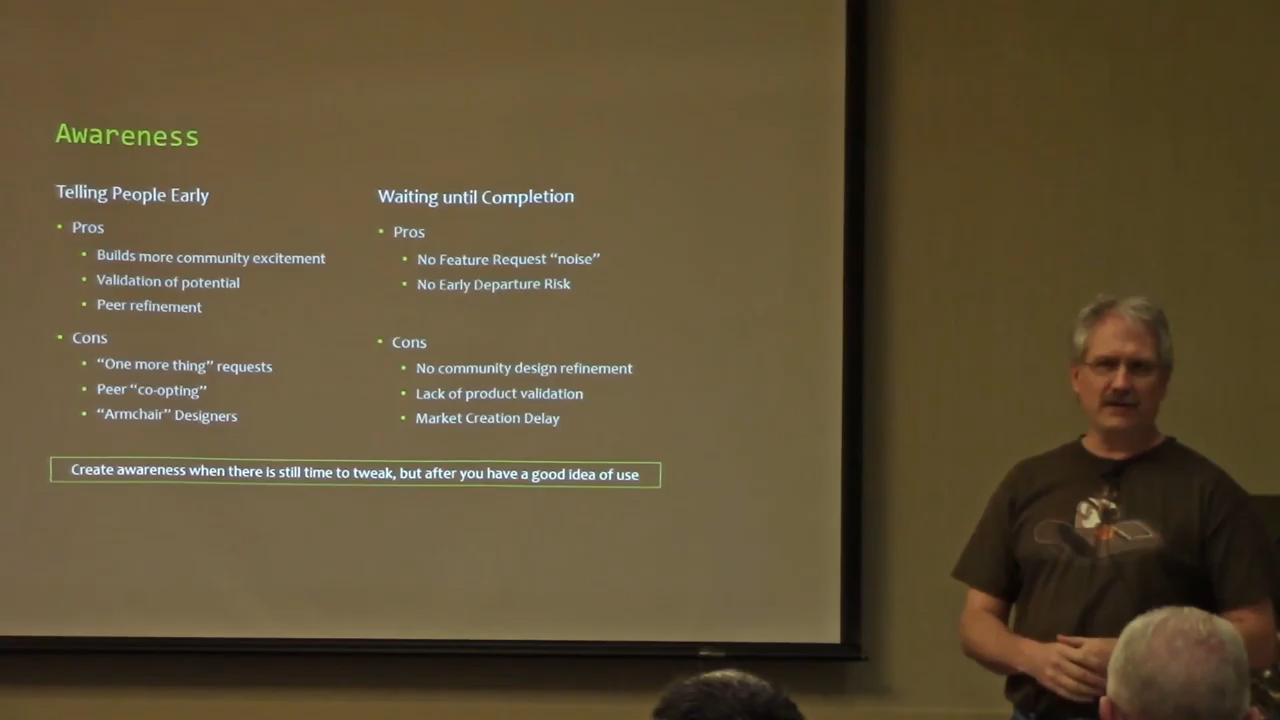 Awareness
Telling People Early
• Pros
• Builds more community excitement
• Validation of potential
• Peer refinement
• Cons
• “One more thing” requests
• Peer “co-opting”
• “Armchair” Designers
Waiting until Completion
• Pros
• No Feature Request “noise”
• No Early Departure Risk
• Cons
• No community design refinement
• Lack of product validation
• Market Creation Delay
Create awareness when there is still time to tweak, but after you have a good idea of use